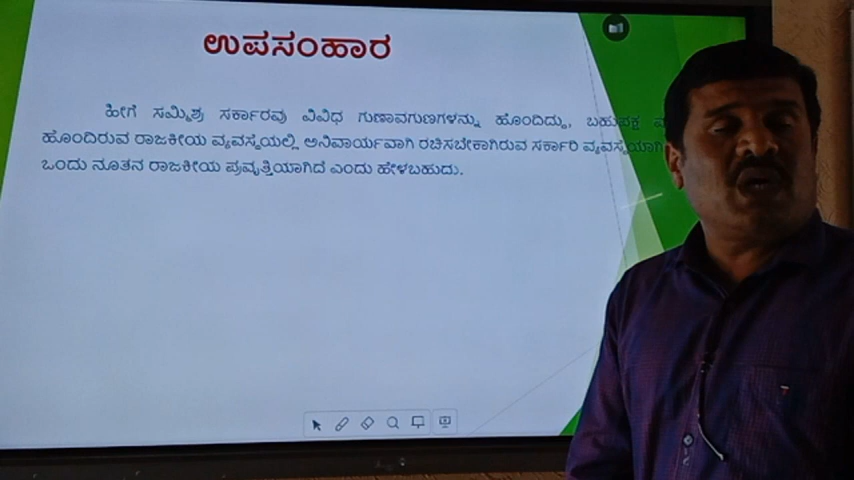 ಉಪಸಂಹಾರ
ಹೀಗೆ ಸಮ್ಮಿಶ್ರ ಸರ್ಕಾರವು ವಿವಿಧ ಗುಣಾವಗುಣಗಳನ್ನು ಹೊಂದಿದ್ದು, ಬಹುಪಕ್ಷ
ಹೊಂದಿರುವ ರಾಜಕೀಯ ವ್ಯವಸ್ಥೆಯಲ್ಲಿ ಅನಿವಾರ್ಯವಾಗಿ ರಚಿಸಬೇಕಾಗಿರುವ ಸರ್ಕಾರಿ ವ್ಯವಸ್ಥೆಯಾಗಿ
ಒಂದು ನೂತನ ರಾಜಕೀಯ ಪ್ರವೃತ್ತಿಯಾಗಿದೆ ಎಂದು ಹೇಳಬಹುದು.